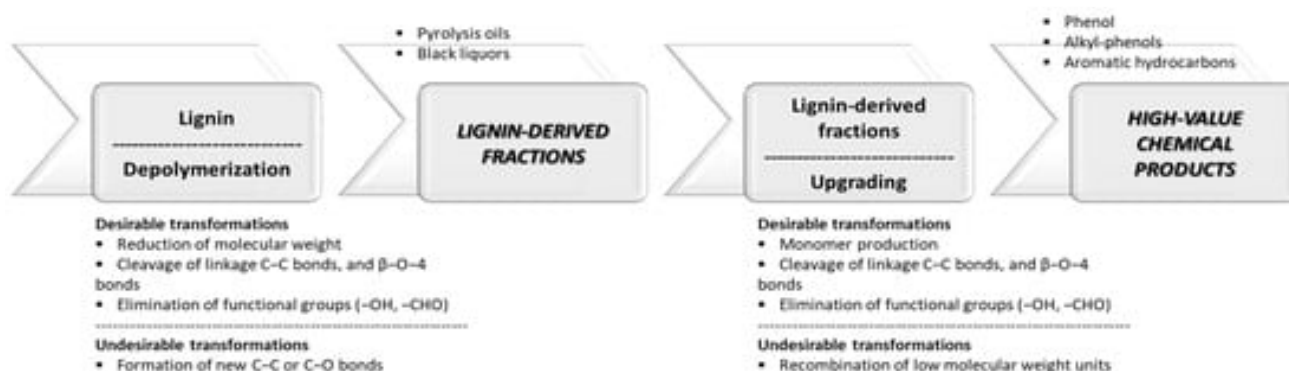 ▪ Pyrolysis oils
▪ Black liquors
▪ Phenol
▪ Alkyl-phenols
▪ Aromatic hydrocarbons
Lignin
----------------------------
Depolymerization
LIGNIN-DERIVED
FRACTIONS
Lignin-derived
fractions
----------------------------
Upgrading
HIGH-VALUE
CHEMICAL
PRODUCTS
Desirable transformations
▪ Reduction of molecular weight
▪ Cleavage of linkage C–C bonds, and β–O–4
bonds
▪ Elimination of functional groups (–OH, –CHO)
Undesirable transformations
▪ Formation of new C–C or C–O bonds
Desirable transformations
▪ Monomer production
▪ Cleavage of linkage C–C bonds, and β–O–4
bonds
▪ Elimination of functional groups (–OH, –CHO)
Undesirable transformations
▪ Recombination of low molecular weight units